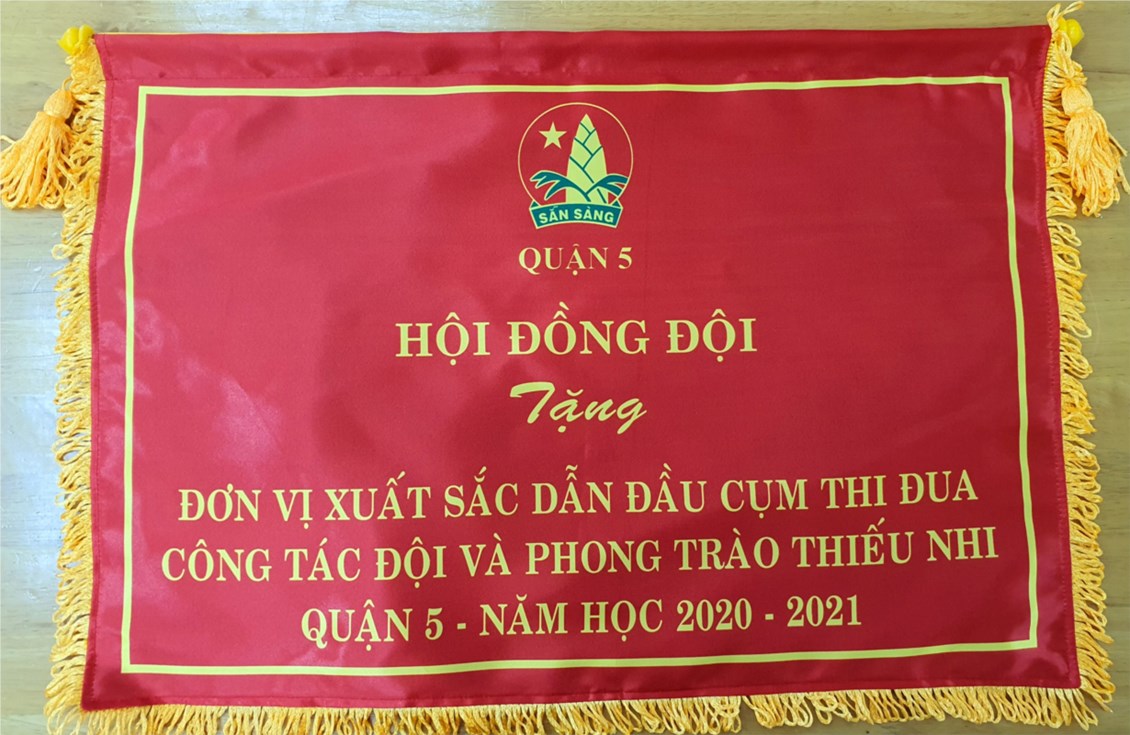 SẴN SÀNG
QUẬN 5
HỘI ĐỒNG ĐỘI
Tặng
ĐƠN VỊ XUẤT SẮC DẪN ĐẦU CỤM THI ĐUA
CÔNG TÁC ĐỘI VÀ PHONG TRÀO THIẾU NHI
QUẬN 5 - NĂM HỌC 2020 - 2021